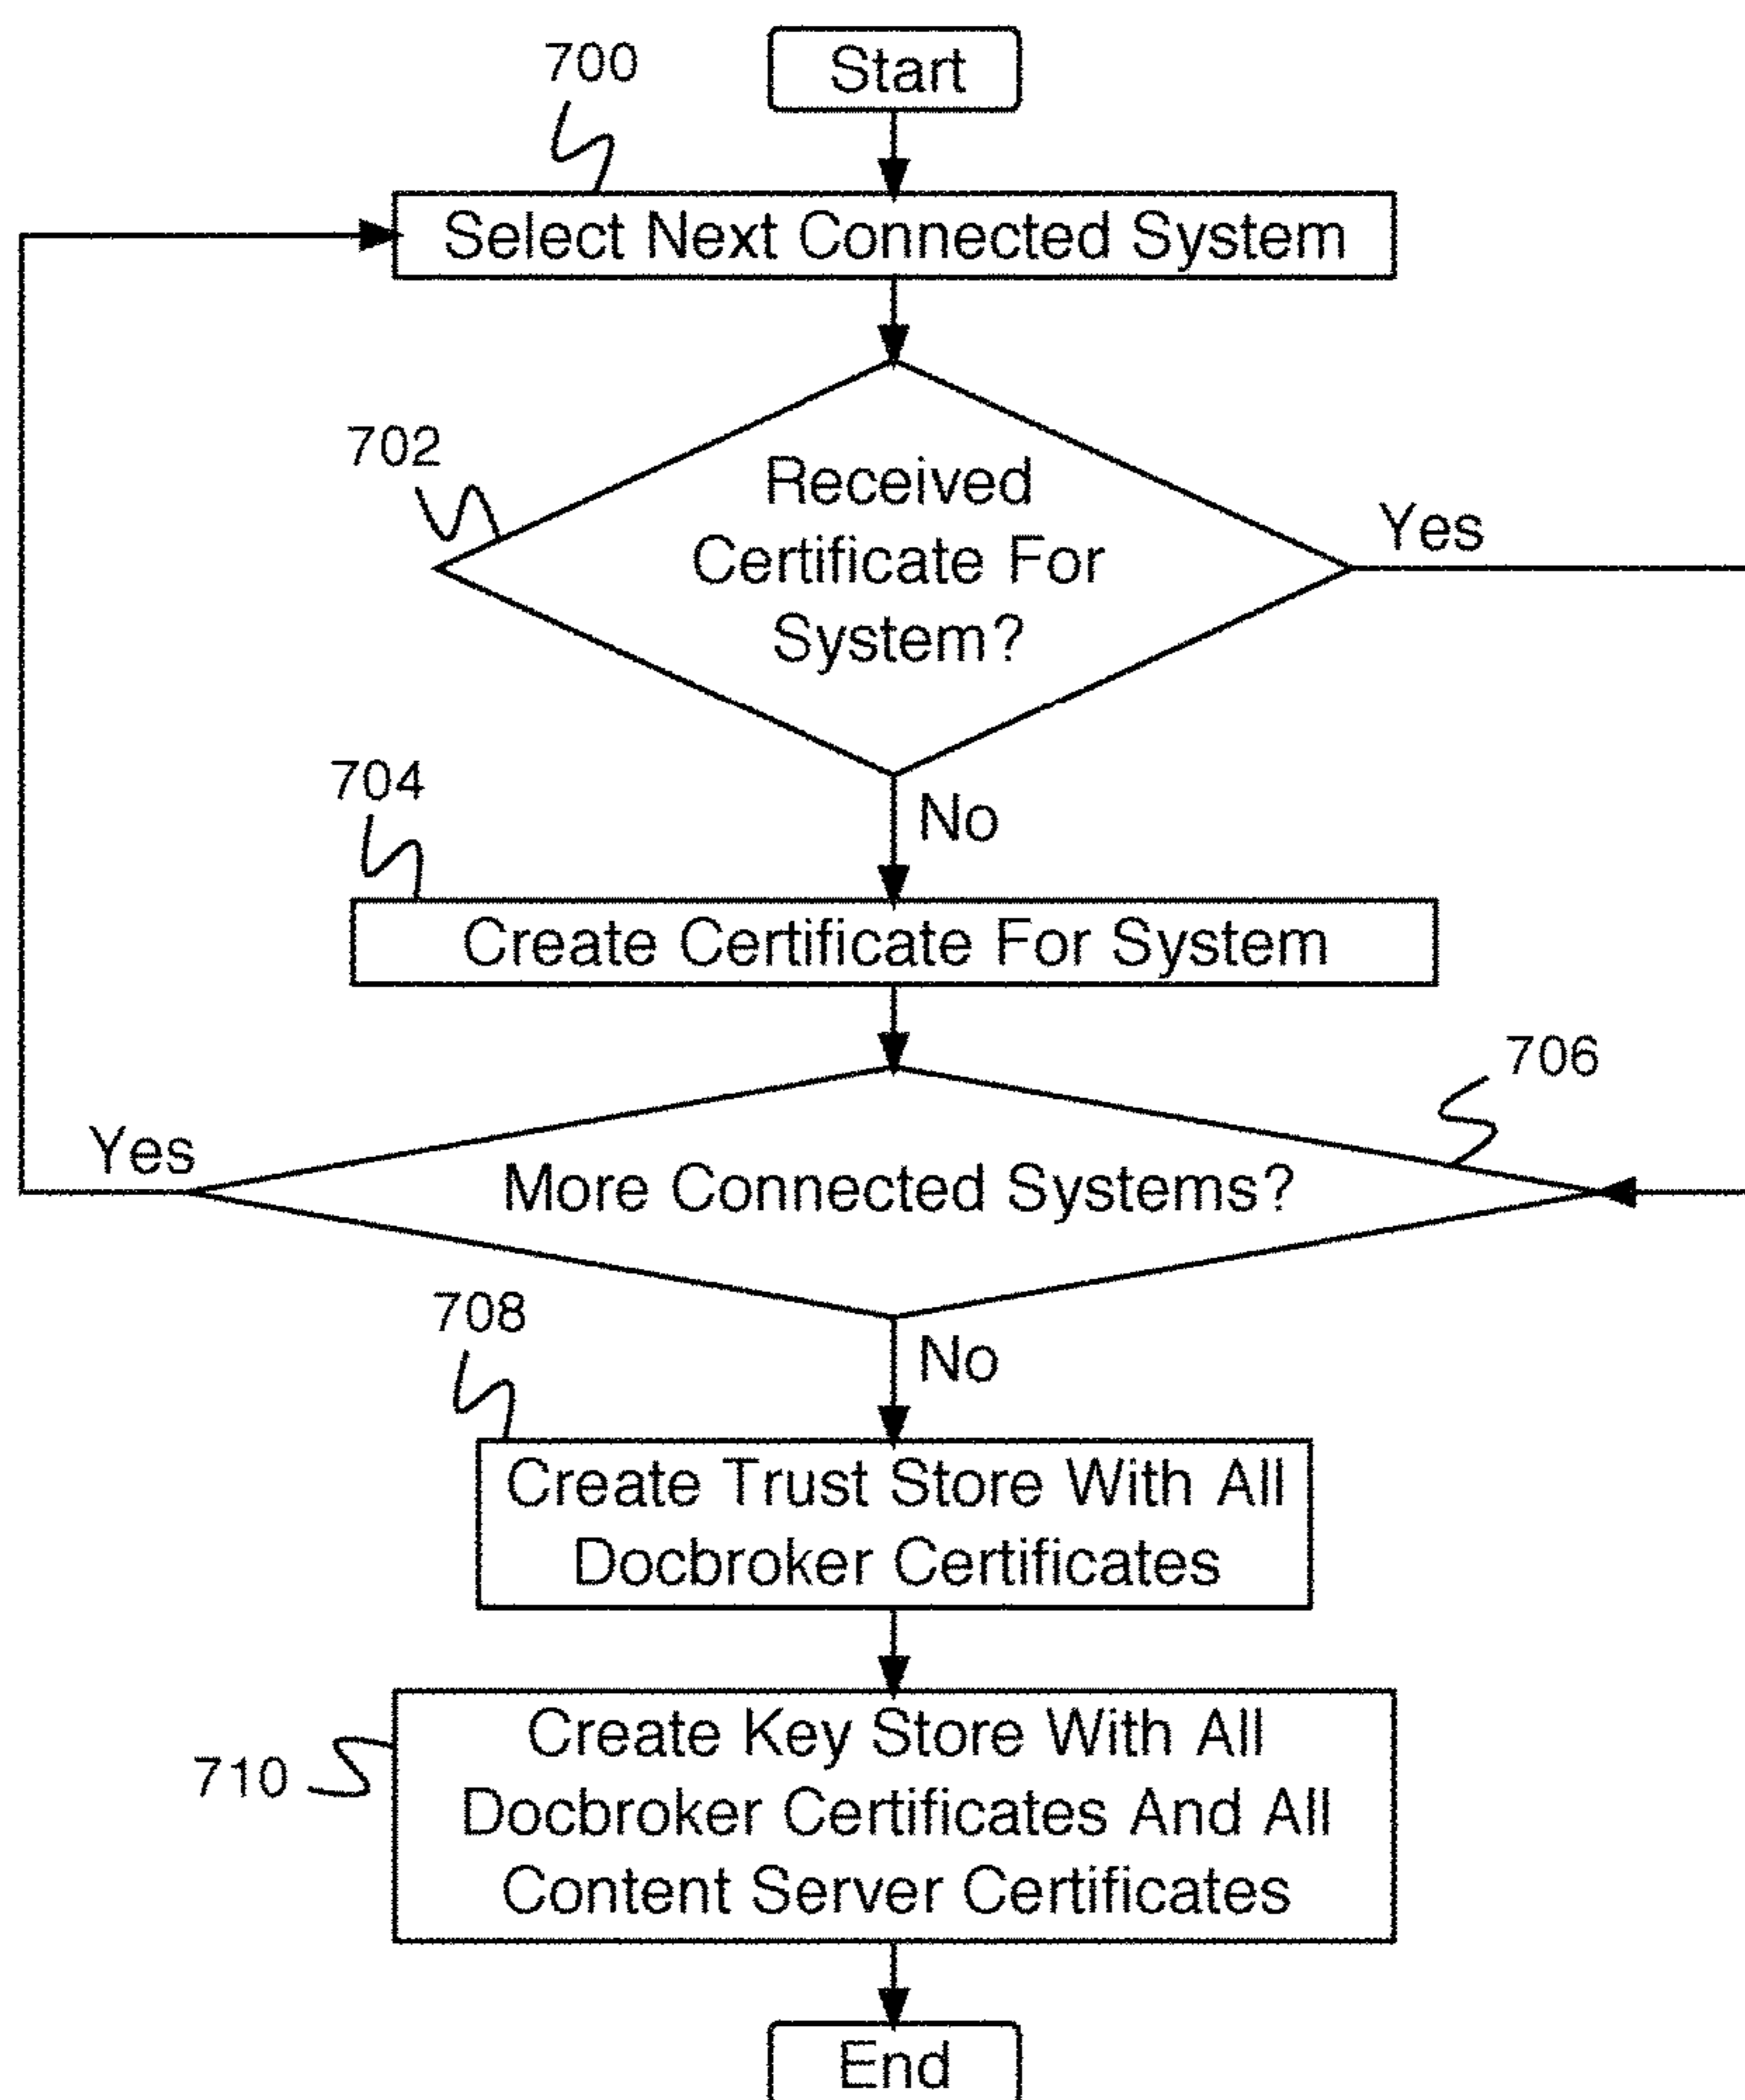 700
Start
Select Next Connected System
702
Received
Certificate For
System?
Yes
704
No
Create Certificate For System
706
Yes
More Connected Systems?
708
No
Create Trust Store With All
Docbroker Certificates
710
Create Key Store With All
Docbroker Certificates And All
Content Server Certificates
End